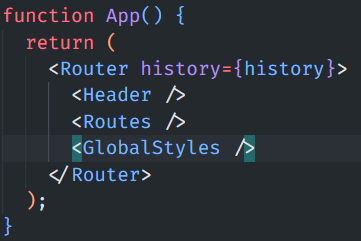 function App() {
  return (
    <Router history={history}>
      <Header />
      <Routes />
      <GlobalStyles />
    </Router>
  );
}